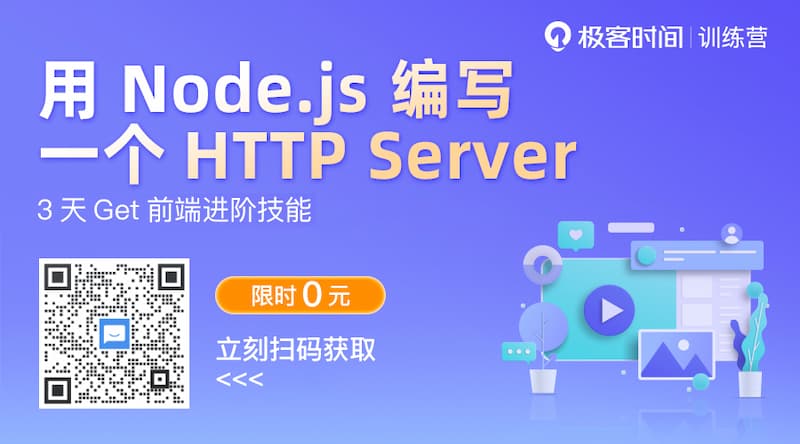 极客时间 | 训练营
用 Node.js 编写
一个 HTTP Server
3 天 Get 前端进阶技能
限时 0 元
立刻扫码获取
<<<